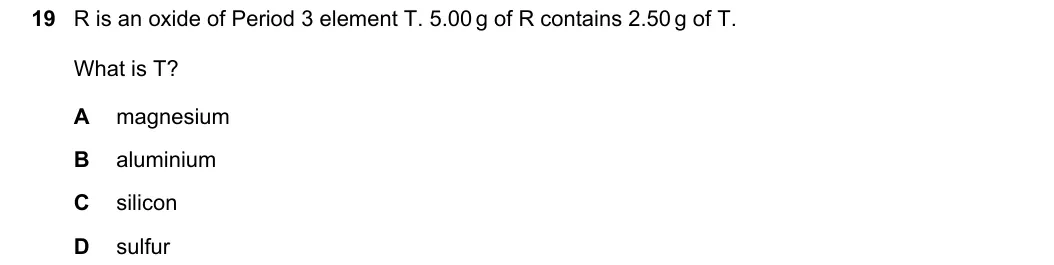 19 R is an oxide of Period 3 element T. 5.00 g of R contains 2.50 g of T.
What is T?
A magnesium
B aluminium
C silicon
D sulfur